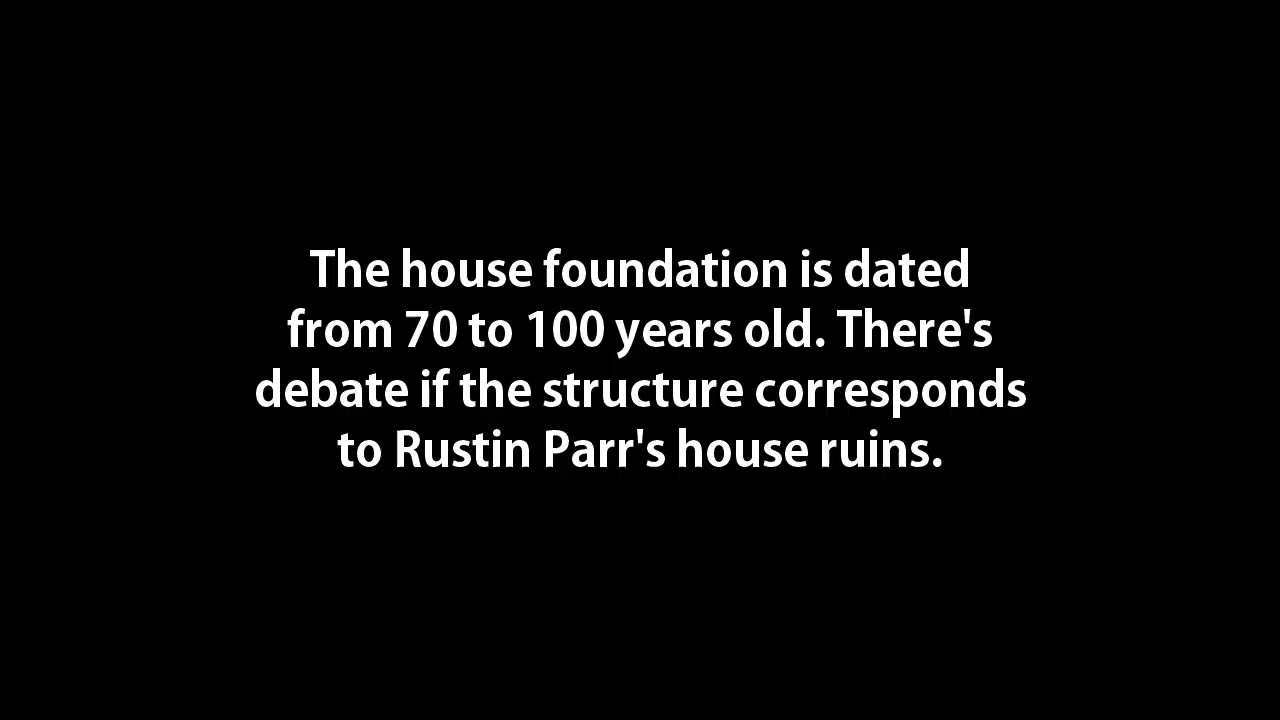 The house foundation is dated
from 70 to 100 years old. There's
debate if the structure corresponds
to Rustin Parr's house ruins.